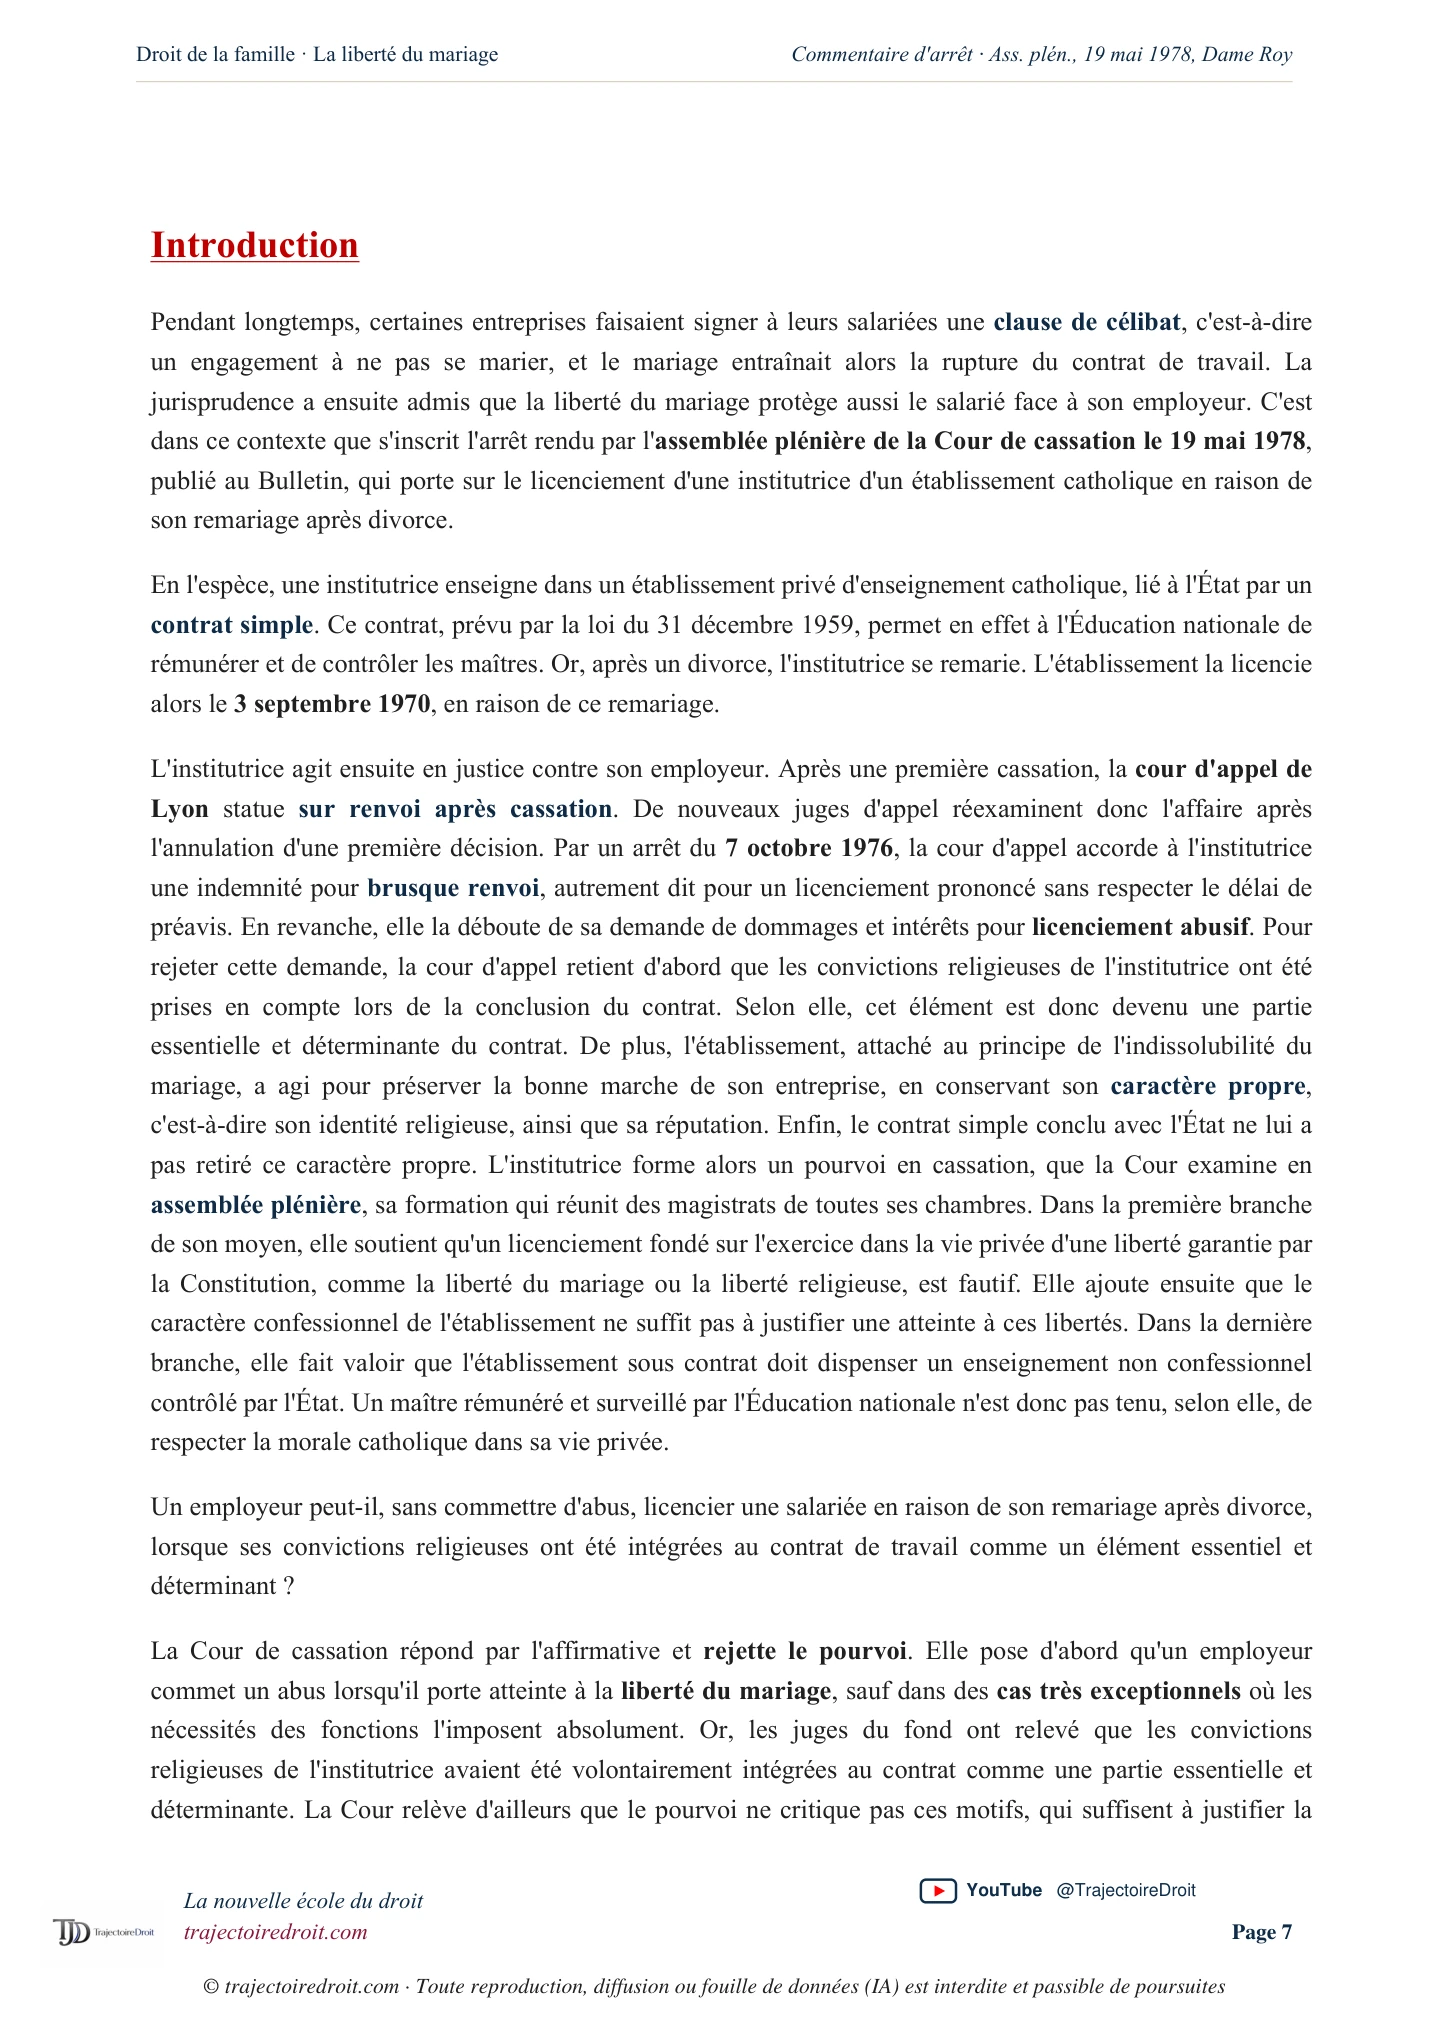 Droit de la famille · La liberté du mariage
Commentaire d'arrêt · Ass. plén., 19 mai 1978, Dame Roy
Introduction
Pendant longtemps, certaines entreprises faisaient signer à leurs salariées une clause de célibat, c'est-à-dire
un engagement à ne pas se marier, et le mariage entraînait alors la rupture du contrat de travail. La
jurisprudence a ensuite admis que la liberté du mariage protège aussi le salarié face à son employeur. C'est
dans ce contexte que s'inscrit l'arrêt rendu par l'assemblée plénière de la Cour de cassation le 19 mai 1978,
publié au Bulletin, qui porte sur le licenciement d'une institutrice d'un établissement catholique en raison de
son remariage après divorce.
En l'espèce, une institutrice enseigne dans un établissement privé d'enseignement catholique, lié à l'État par un
contrat simple. Ce contrat, prévu par la loi du 31 décembre 1959, permet en effet à l'Éducation nationale de
rémunérer et de contrôler les maîtres. Or, après un divorce, l'institutrice se remarie. L'établissement la licencie
alors le 3 septembre 1970, en raison de ce remariage.
L'institutrice agit ensuite en justice contre son employeur. Après une première cassation, la cour d'appel de
Lyon statue sur renvoi après cassation. De nouveaux juges d'appel réexaminent donc l'affaire après
l'annulation d'une première décision. Par un arrêt du 7 octobre 1976, la cour d'appel accorde à l'institutrice
une indemnité pour brusque renvoi, autrement dit pour un licenciement prononcé sans respecter le délai de
préavis. En revanche, elle la déboute de sa demande de dommages et intérêts pour licenciement abusif. Pour
rejeter cette demande, la cour d'appel retient d'abord que les convictions religieuses de l'institutrice ont été
prises en compte lors de la conclusion du contrat. Selon elle, cet élément est donc devenu une partie
essentielle et déterminante du contrat. De plus, l'établissement, attaché au principe de l'indissolubilité du
mariage, a agi pour préserver la bonne marche de son entreprise, en conservant son caractère propre,
c'est-à-dire son identité religieuse, ainsi que sa réputation. Enfin, le contrat simple conclu avec l'État ne lui a
pas retiré ce caractère propre. L'institutrice forme alors un pourvoi en cassation, que la Cour examine en
assemblée plénière, sa formation qui réunit des magistrats de toutes ses chambres. Dans la première branche
de son moyen, elle soutient qu'un licenciement fondé sur l'exercice dans la vie privée d'une liberté garantie par
la Constitution, comme la liberté du mariage ou la liberté religieuse, est fautif. Elle ajoute ensuite que le
caractère confessionnel de l'établissement ne suffit pas à justifier une atteinte à ces libertés. Dans la dernière
branche, elle fait valoir que l'établissement sous contrat doit dispenser un enseignement non confessionnel
contrôlé par l'État. Un maître rémunéré et surveillé par l'Éducation nationale n'est donc pas tenu, selon elle, de
respecter la morale catholique dans sa vie privée.
Un employeur peut-il, sans commettre d'abus, licencier une salariée en raison de son remariage après divorce,
lorsque ses convictions religieuses ont été intégrées au contrat de travail comme un élément essentiel et
déterminant ?
La Cour de cassation répond par l'affirmative et rejette le pourvoi. Elle pose d'abord qu'un employeur
commet un abus lorsqu'il porte atteinte à la liberté du mariage, sauf dans des cas très exceptionnels où les
nécessités des fonctions l'imposent absolument. Or, les juges du fond ont relevé que les convictions
religieuses de l'institutrice avaient été volontairement intégrées au contrat comme une partie essentielle et
déterminante. La Cour relève d'ailleurs que le pourvoi ne critique pas ces motifs, qui suffisent à justifier la
La nouvelle école du droit
YouTube @TrajectoireDroit
TJD TrajectoireDroit
trajectoiredroit.com
Page 7
© trajectoiredroit.com · Toute reproduction, diffusion ou fouille de données (IA) est interdite et passible de poursuites